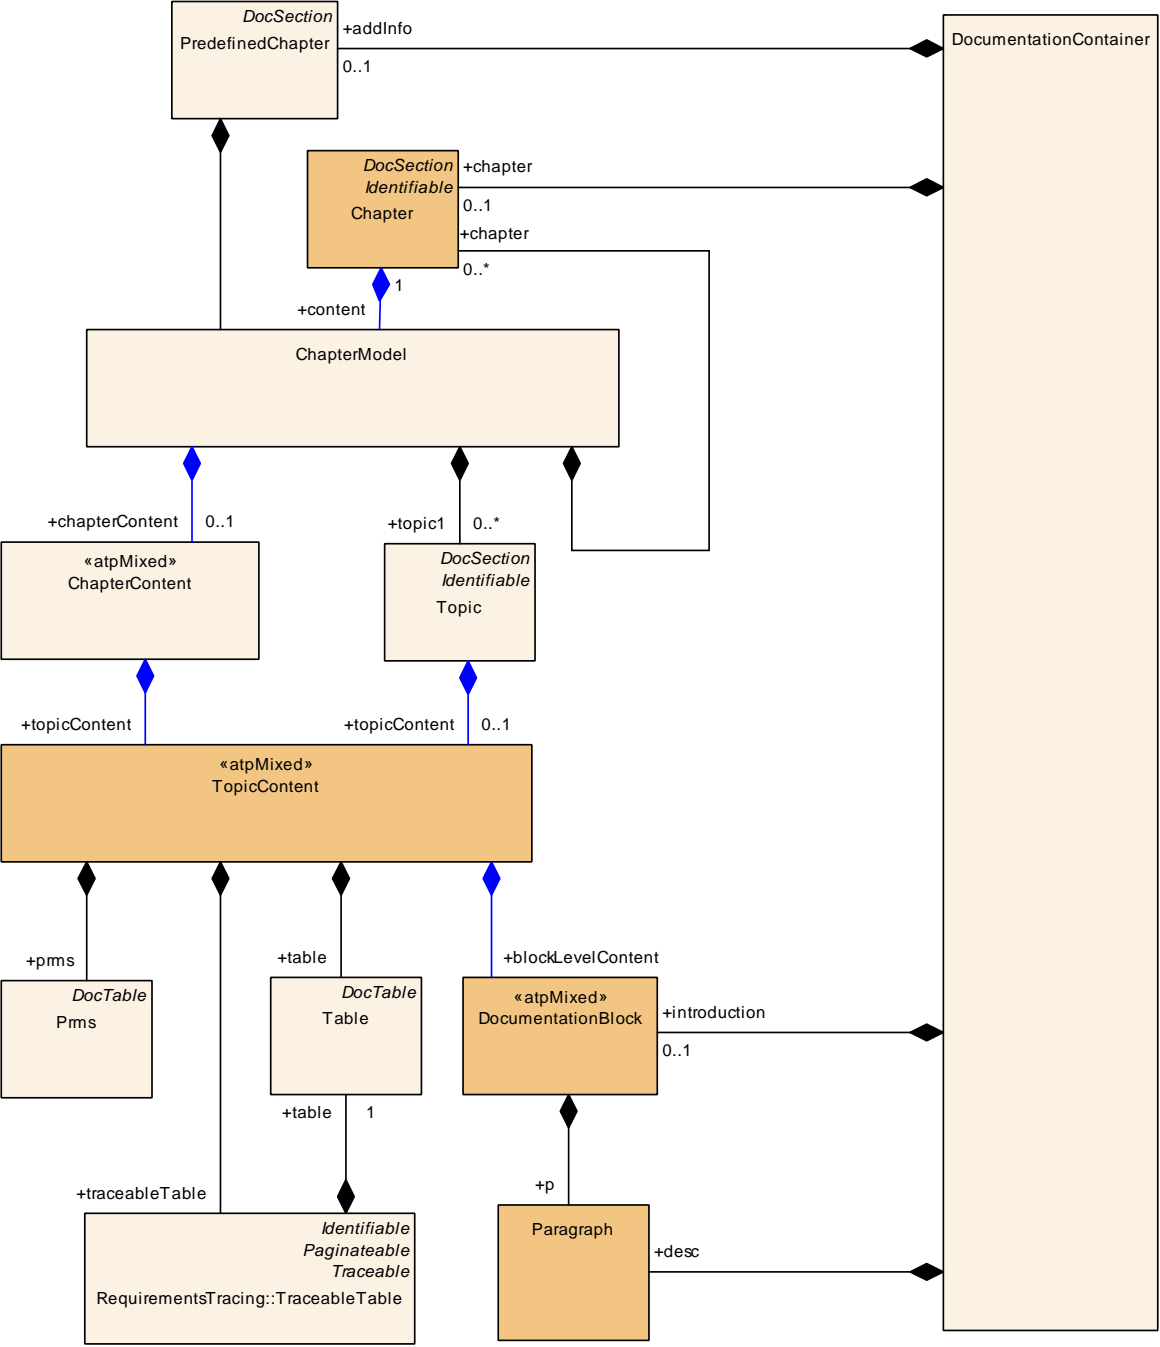 DocSection
PredefinedChapter
+addInfo
0..1
DocumentationContainer
DocSection
Identifiable
Chapter
+chapter
0..1
+chapter
0..*
1
+content
ChapterModel
+chapterContent
0..1
+topic1
0..*
«atpMixed»
ChapterContent
DocSection
Identifiable
Topic
+topicContent
+topicContent
0..1
«atpMixed»
TopicContent
+prms
+table
+blockLevelContent
DocTable
Prms
DocTable
Table
«atpMixed»
DocumentationBlock
+introduction
0..1
+table
1
+p
+traceableTable
Identifiable
Paginateable
Traceable
RequirementsTracing::TraceableTable
Paragraph
+desc